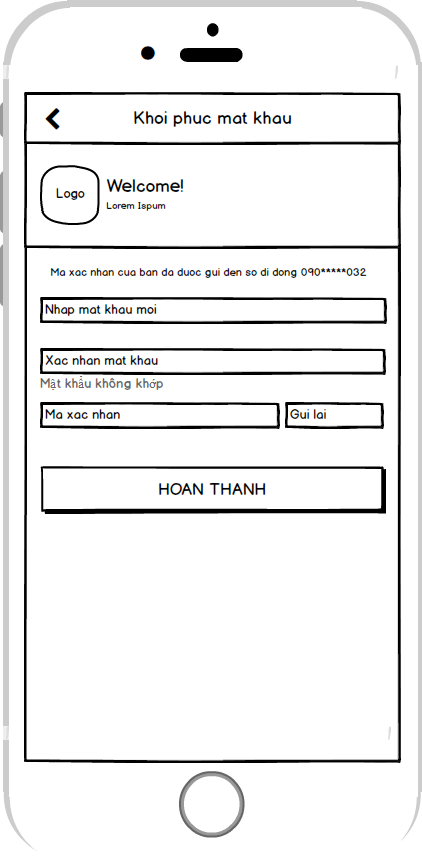 Khoi phuc mat khau
Logo
Welcome!
Lorem Ispum
Ma xac nhan cua ban da duoc gui den so di dong 090*****032
Nhap mat khau moi
Xac nhan mat khau
Mật khẩu không khớp
Ma xac nhan
Gui lai
HOAN THANH